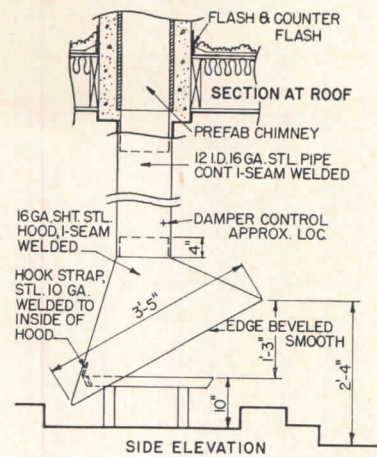 FLASH & COUNTER
FLASH
SECTION AT ROOF
PREFAB CHIMNEY
12 I.D. 16 GA. STL. PIPE
CONT 1-SEAM WELDED
16 GA. SHT. STL.
HOOD, 1-SEAM
WELDED
DAMPER CONTROL
APPROX. LOC.
4"
HOOK STRAP,
STL. 10 GA.
WELDED TO
INSIDE OF
HOOD
3'-5"
EDGE BEVELED
SMOOTH
1'-3"
2'-4"
10"
SIDE ELEVATION